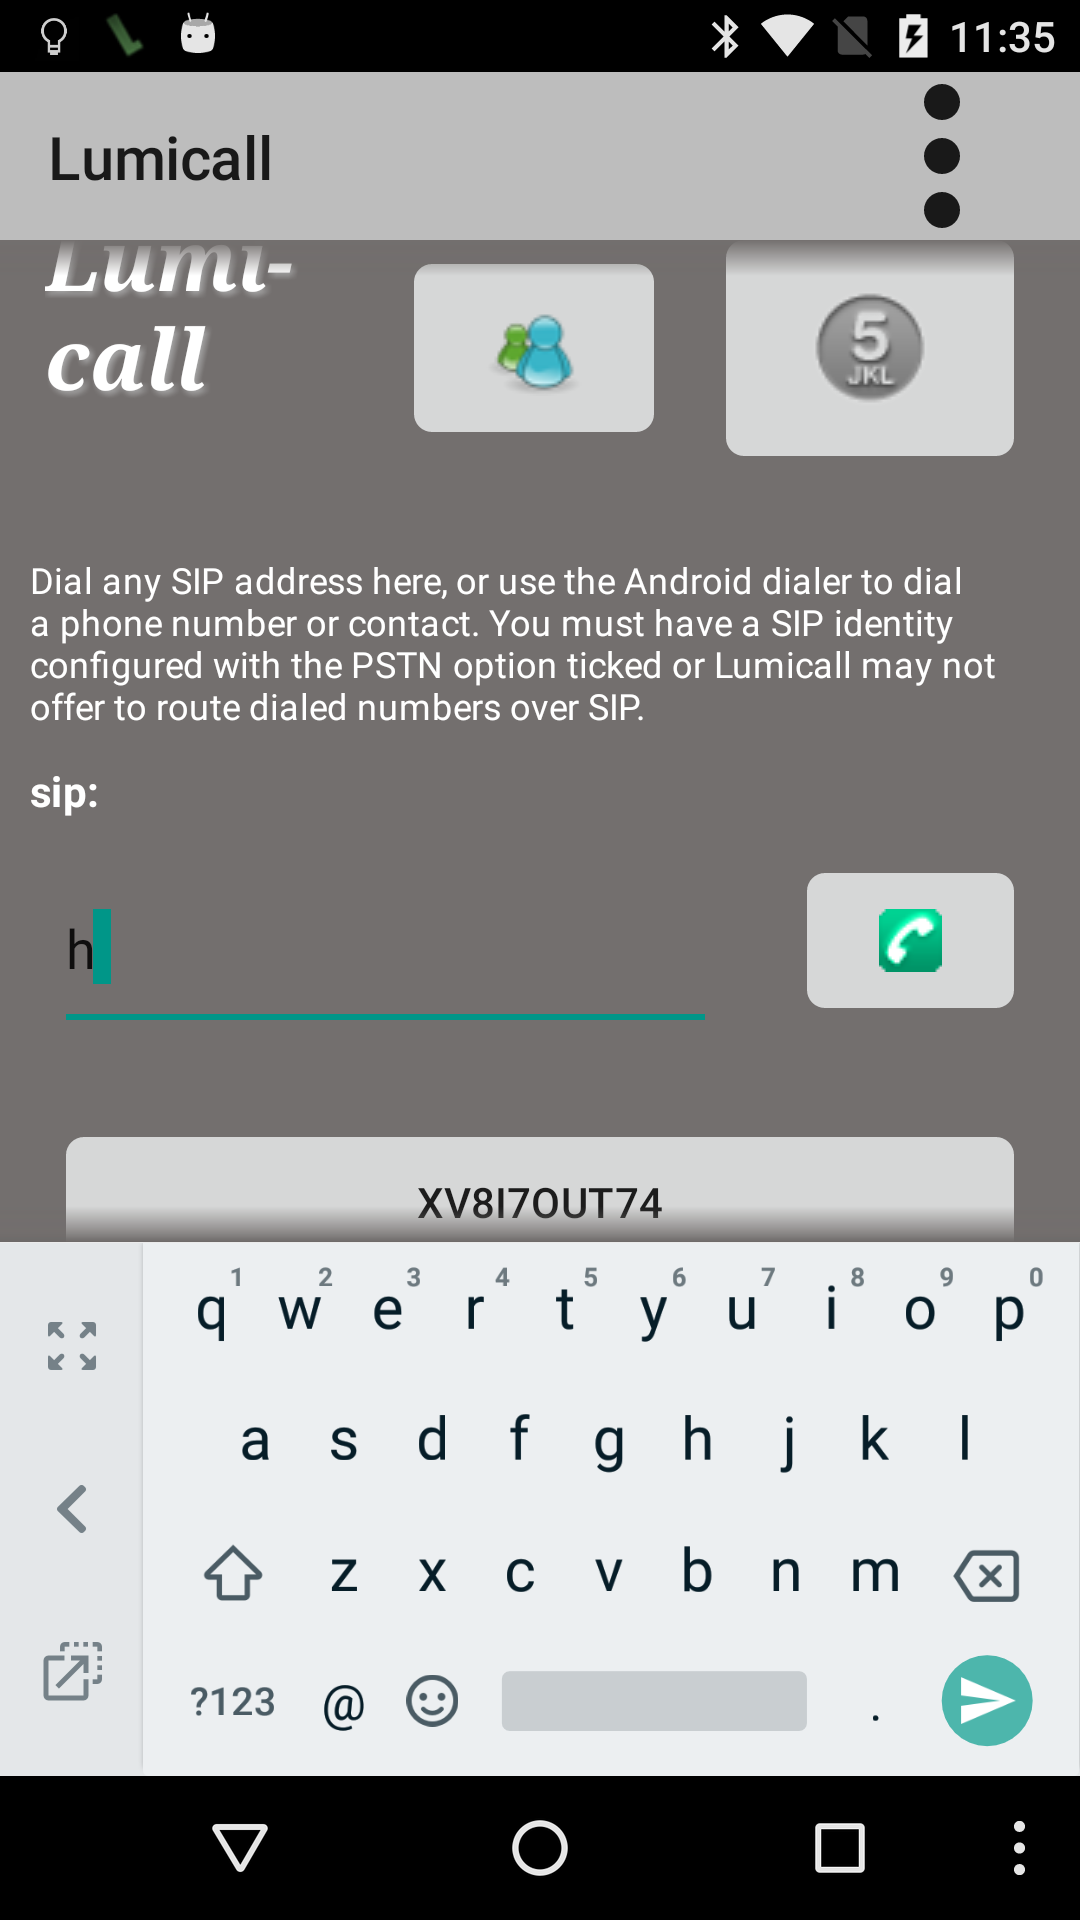 11:35
Lumicall
Lumi-
call
5
JKL
Dial any SIP address here, or use the Android dialer to dial
a phone number or contact. You must have a SIP identity
configured with the PSTN option ticked or Lumicall may not
offer to route dialed numbers over SIP.
sip:
h
XV8I7OUT74
1 2 3 4 5 6 7 8 9 0
q w e r t y u i o p
a s d f g h j k l
z x c v b n m
?123 @ .